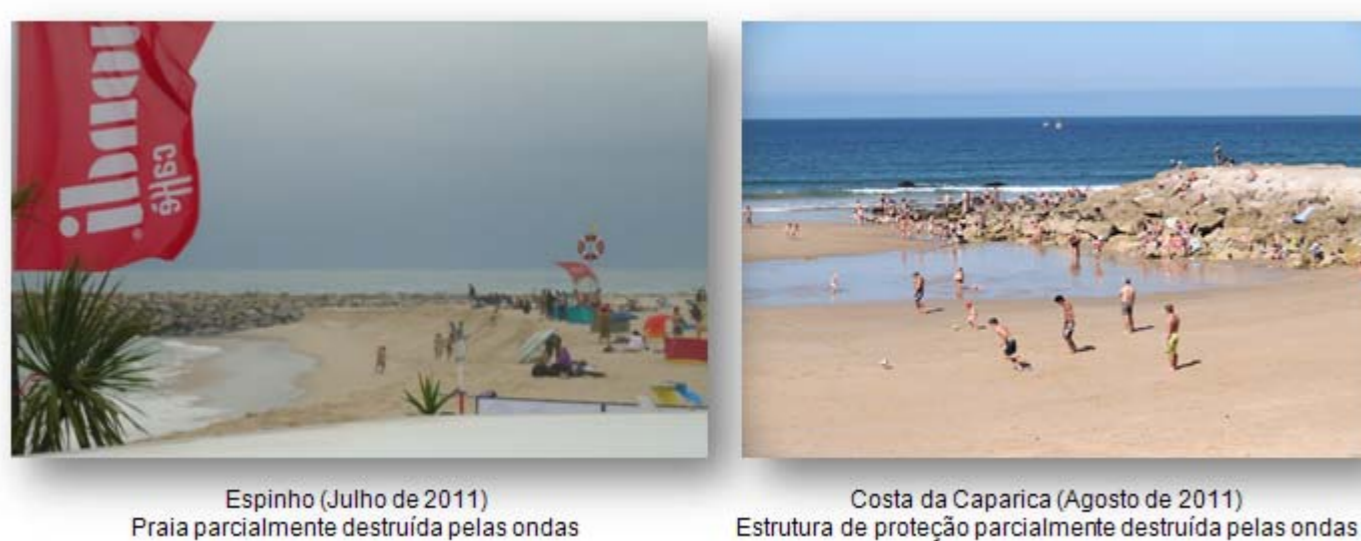 caffé
Espinho (Julho de 2011)
Praia parcialmente destruída pelas ondas
Costa da Caparica (Agosto de 2011)
Estrutura de proteção parcialmente destruída pelas ondas